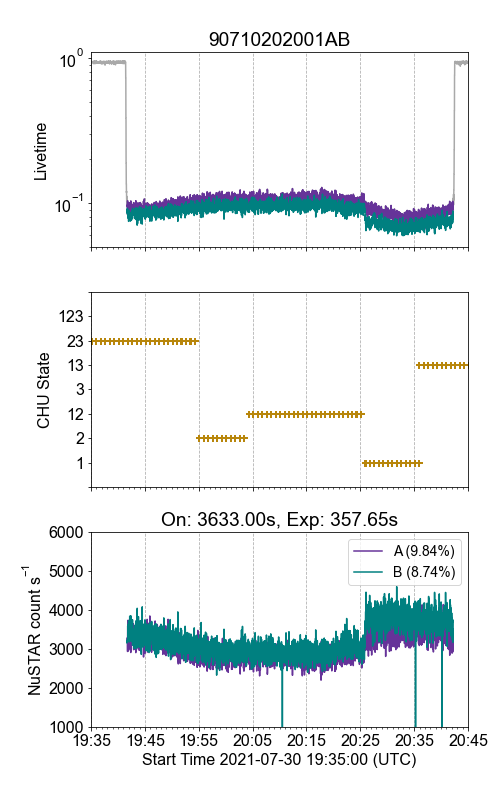 90710202001AB
10⁰
10⁻¹
Livetime
123
23
13
3
12
2
1
CHU State
On: 3633.00s, Exp: 357.65s
6000
5000
4000
3000
2000
1000
NuSTAR count s⁻¹
A (9.84%)
B (8.74%)
19:35 19:45 19:55 20:05 20:15 20:25 20:35 20:45
Start Time 2021-07-30 19:35:00 (UTC)